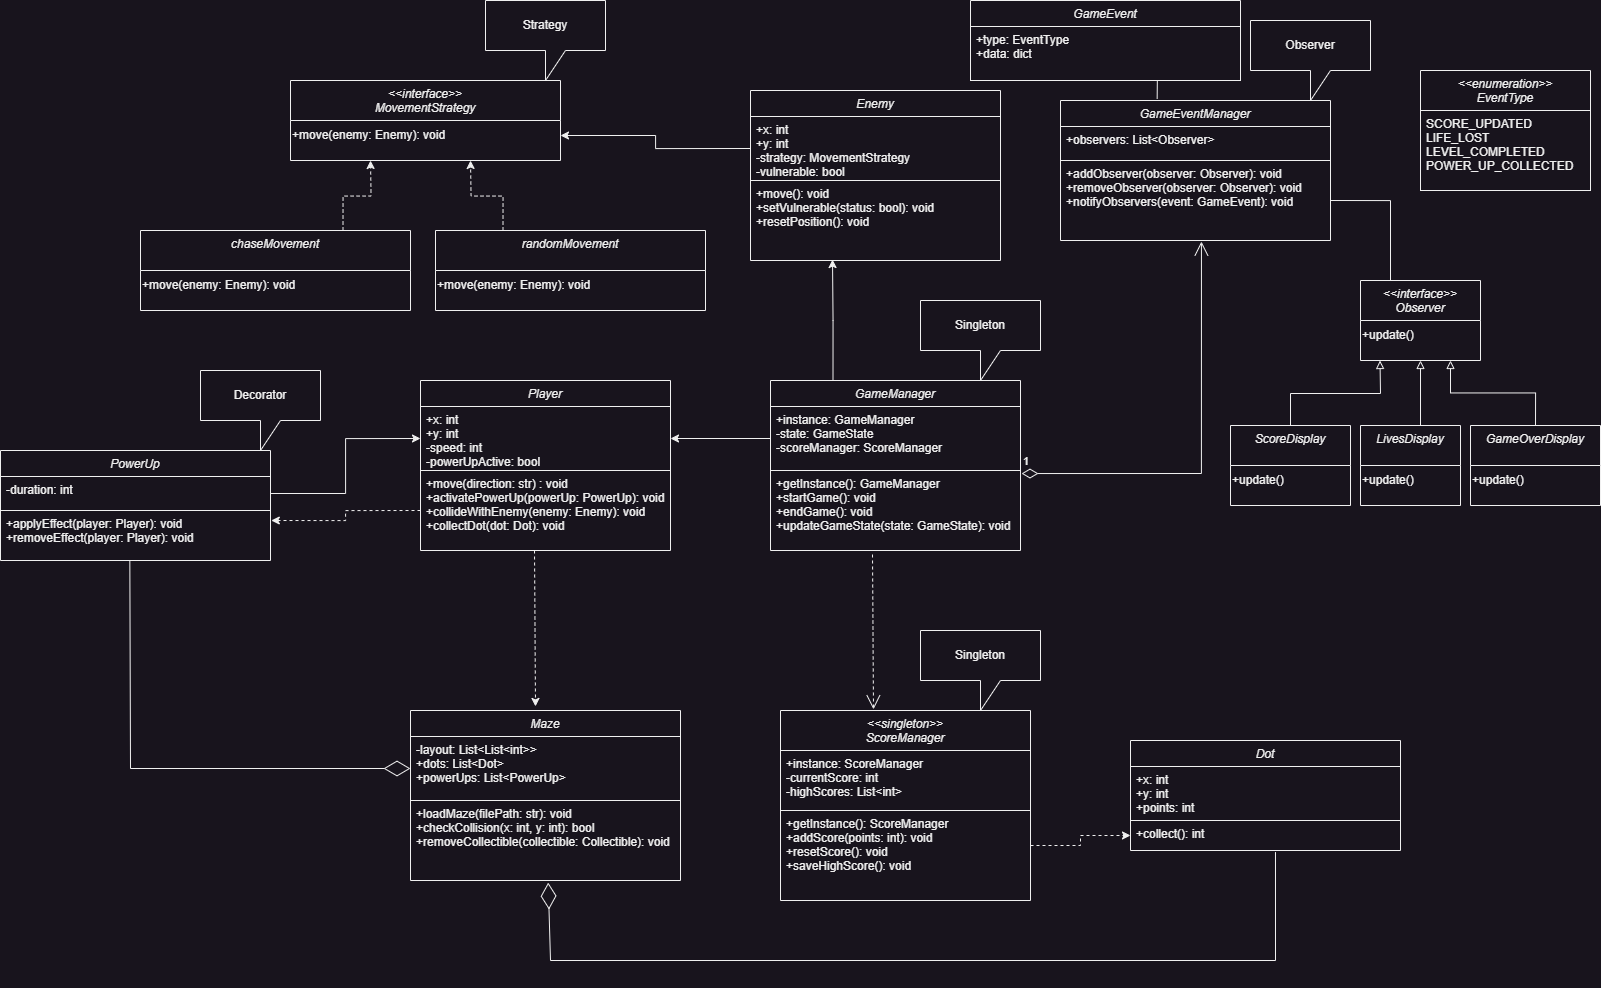 Strategy
<<interface>>
MovementStrategy
+move(enemy: Enemy): void
chaseMovement
+move(enemy: Enemy): void
randomMovement
+move(enemy: Enemy): void
Enemy
+x: int
+y: int
-strategy: MovementStrategy
-vulnerable: bool
+move(): void
+setVulnerable(status: bool): void
+resetPosition(): void
GameEvent
+type: EventType
+data: dict
Observer
GameEventManager
+observers: List<Observer>
+addObserver(observer: Observer): void
+removeObserver(observer: Observer): void
+notifyObservers(event: GameEvent): void
<<enumeration>>
EventType
SCORE_UPDATED
LIFE_LOST
LEVEL_COMPLETED
POWER_UP_COLLECTED
<<interface>>
Observer
+update()
ScoreDisplay
+update()
LivesDisplay
+update()
GameOverDisplay
+update()
Decorator
PowerUp
-duration: int
+applyEffect(player: Player): void
+removeEffect(player: Player): void
Player
+x: int
+y: int
-speed: int
-powerUpActive: bool
+move(direction: str) : void
+activatePowerUp(powerUp: PowerUp): void
+collideWithEnemy(enemy: Enemy): void
+collectDot(dot: Dot): void
Singleton
GameManager
+instance: GameManager
-state: GameState
-scoreManager: ScoreManager
+getInstance(): GameManager
+startGame(): void
+endGame(): void
+updateGameState(state: GameState): void
1
Maze
-layout: List<List<int>>
+dots: List<Dot>
+powerUps: List<PowerUp>
+loadMaze(filePath: str): void
+checkCollision(x: int, y: int): bool
+removeCollectible(collectible: Collectible): void
Singleton
<<singleton>>
ScoreManager
+instance: ScoreManager
-currentScore: int
-highScores: List<int>
+getInstance(): ScoreManager
+addScore(points: int): void
+resetScore(): void
+saveHighScore(): void
Dot
+x: int
+y: int
+points: int
+collect(): int